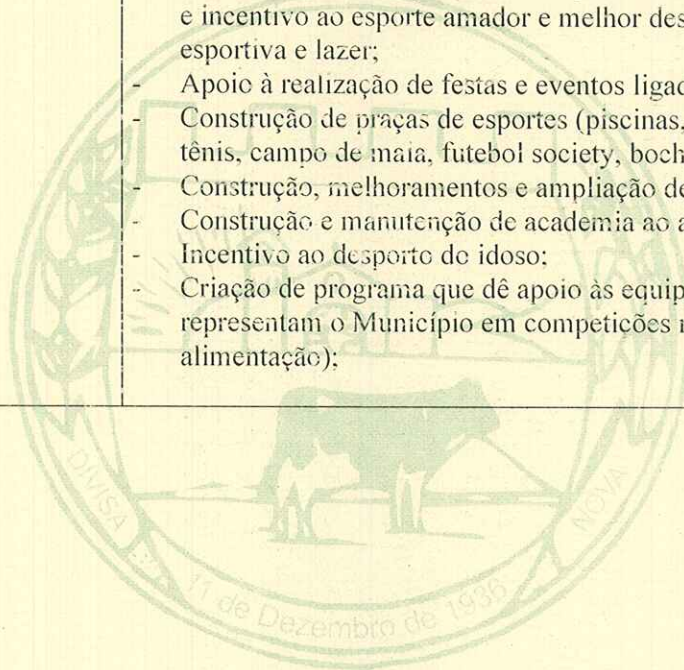 e incentivo ao esporte amador e melhor des
esportiva e lazer;
- Apoio à realização de festas e eventos ligad
- Construção de praças de esportes (piscinas,
tênis, campo de maia, futebol society, boch
- Construção, melhoramentos e ampliação de
- Construção e manutenção de academia ao a
- Incentivo ao desporto do idoso;
- Criação de programa que dê apoio às equip
representam o Município em competições
alimentação);
DIVISA NOVA
11 de Dezembro de 1936